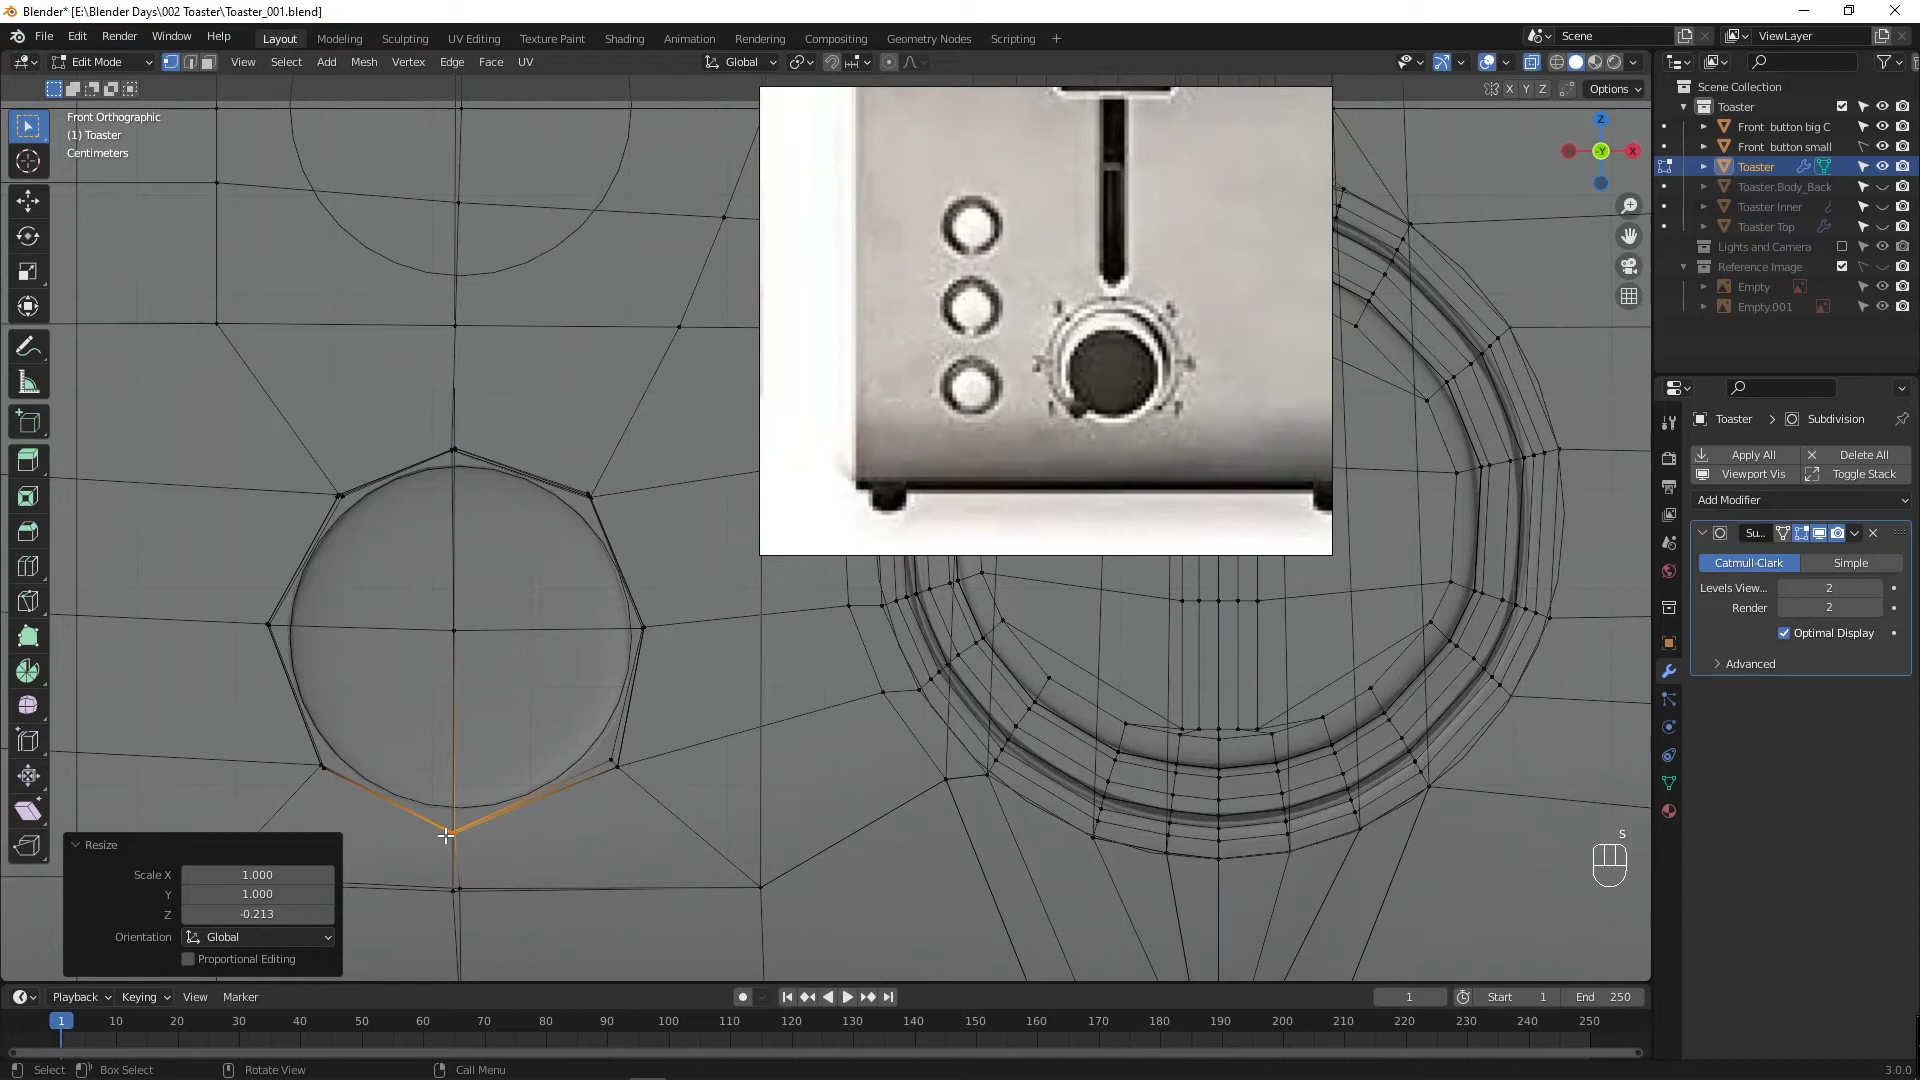 Blender* [E:\Blender Days\002 Toaster\Toaster_001.blend]
File Edit Render Window Help
Layout Modeling Sculpting UV Editing Texture Paint Shading Animation Rendering Compositing Geometry Nodes Scripting +
Scene
ViewLayer
Edit Mode
View Select Add Mesh Vertex Edge Face UV
Global
X Y Z
Options
Front Orthographic
(1) Toaster
Centimeters
Z
-Y
X
Scene Collection
Toaster
Front button big C
Front button small
Toaster
Toaster.Body_Back
Toaster Inner
Toaster Top
Lights and Camera
Reference Image
Empty
Empty.001
Toaster > Subdivision
Apply All
Delete All
Viewport Vis
Toggle Stack
Add Modifier
Su...
Catmull-Clark
Simple
Levels View... 2
Render 2
Optimal Display
Advanced
S
Resize
Scale X 1.000
Y 1.000
Z -0.213
Orientation Global
Proportional Editing
Playback Keying View Marker
1
Start 1
End 250
1 10 20 30 40 50 60 70 80 90 100 110 120 130 140 150 160 170 180 190 200 210 220 230 240 250
Select Box Select Rotate View Call Menu
3.0.0